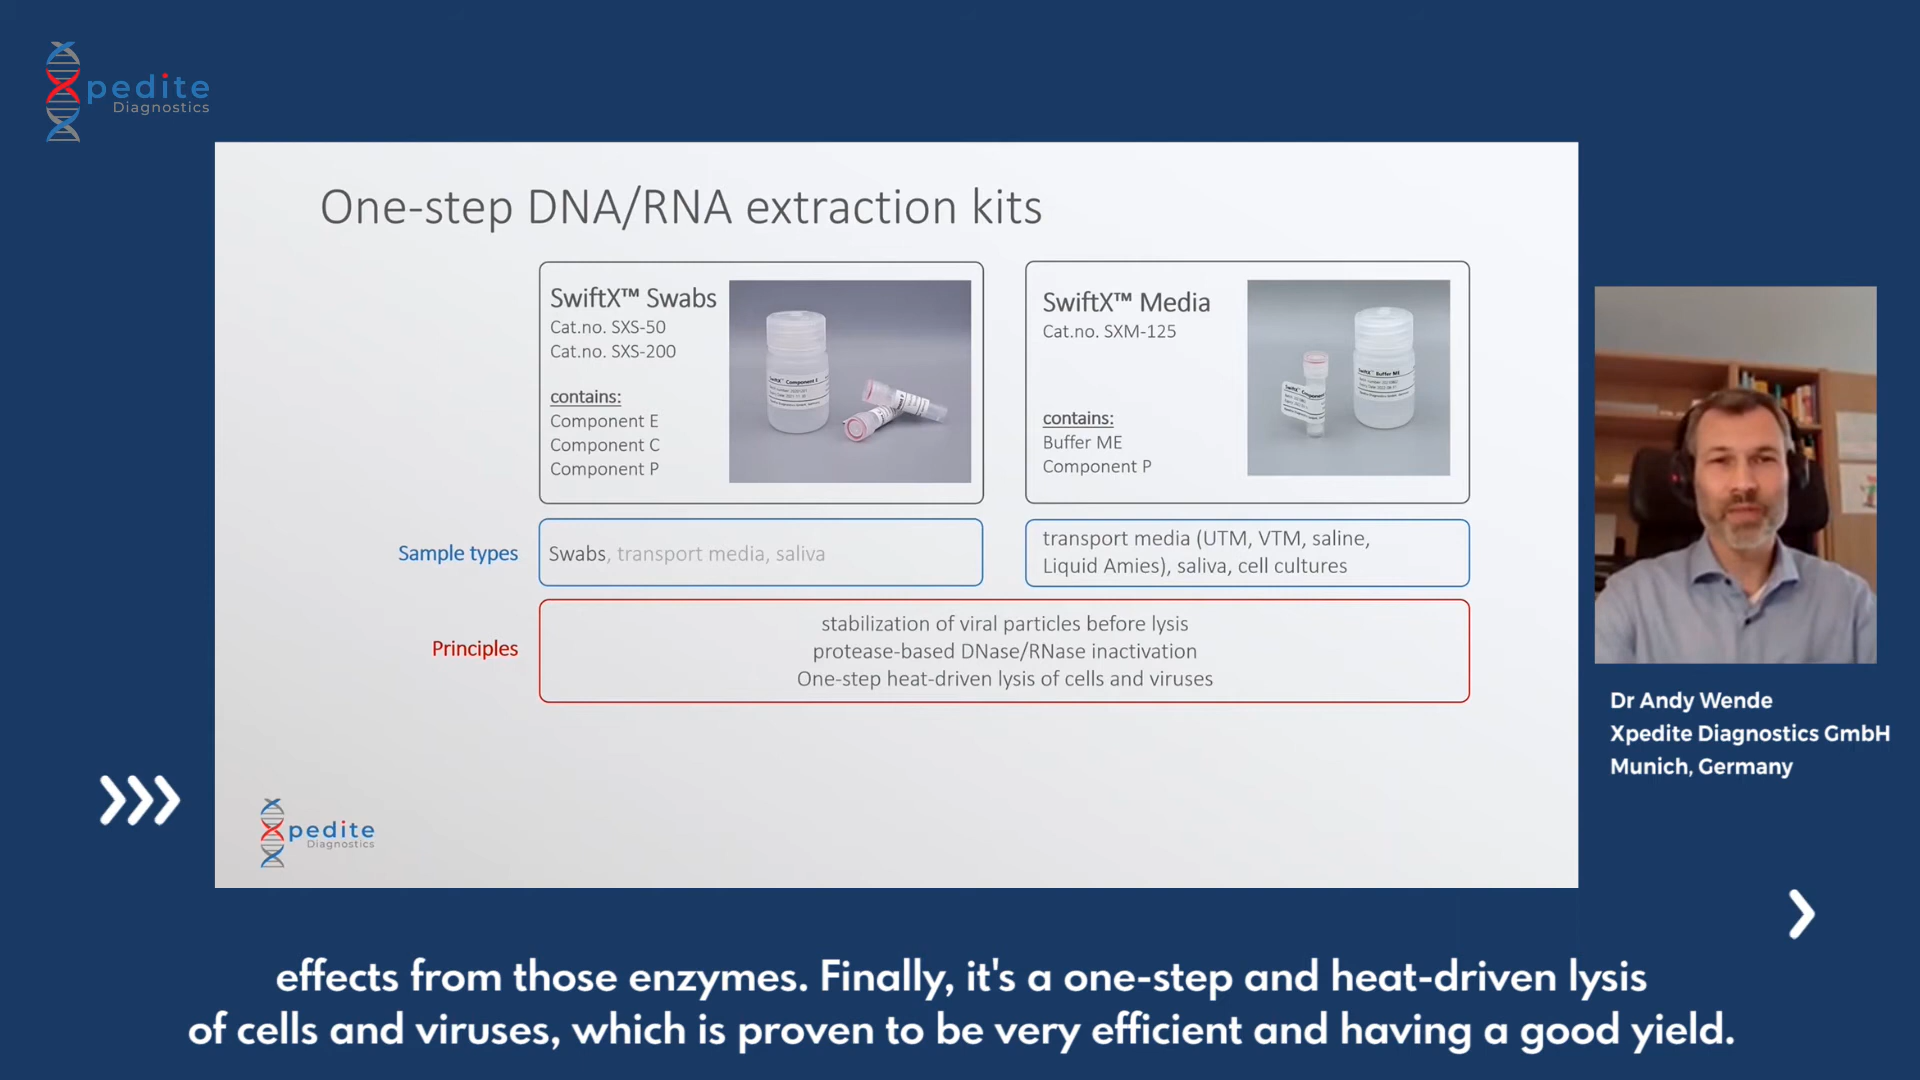 Xpedite
Diagnostics
One-step DNA/RNA extraction kits
SwiftX™ Swabs
Cat.no. SXS-50
Cat.no. SXS-200
contains:
Component E
Component C
Component P
SwiftX™ Media
Cat.no. SXM-125
contains:
Buffer ME
Component P
Sample types
Swabs, transport media, saliva
transport media (UTM, VTM, saline,
Liquid Amies), saliva, cell cultures
Principles
stabilization of viral particles before lysis
protease-based DNase/RNase inactivation
One-step heat-driven lysis of cells and viruses
Xpedite
Diagnostics
Dr Andy Wende
Xpedite Diagnostics GmbH
Munich, Germany
effects from those enzymes. Finally, it's a one-step and heat-driven lysis
of cells and viruses, which is proven to be very efficient and having a good yield.